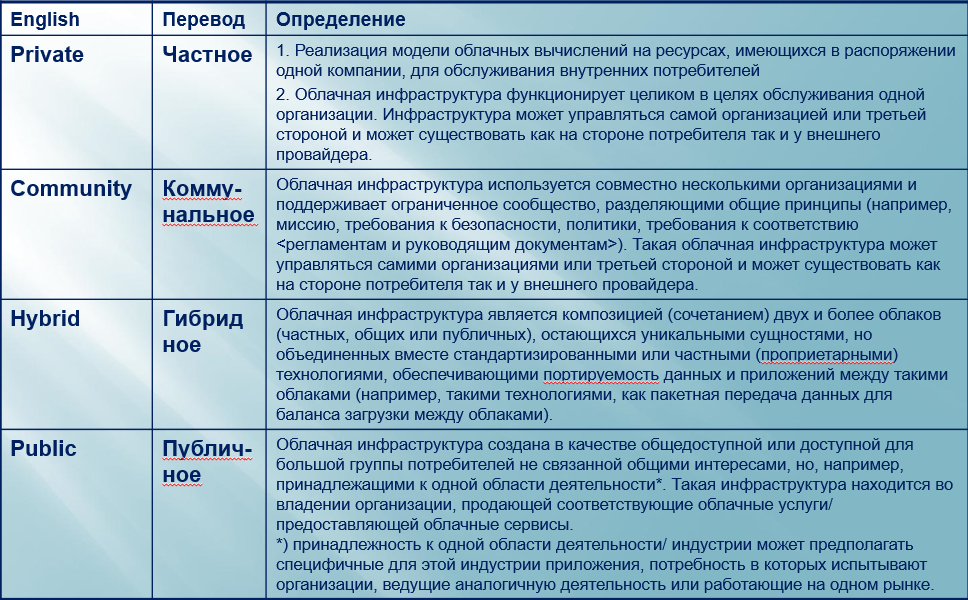 English Перевод Определение
Private Частное
1. Реализация модели облачных вычислений на ресурсах, имеющихся в распоряжении
одной компании, для обслуживания внутренних потребителей
2. Облачная инфраструктура функционирует целиком в целях обслуживания одной
организации. Инфраструктура может управляться самой организацией или третьей
стороной и может существовать как на стороне потребителя так и у внешнего
провайдера.
Community
Комму-
нальное
Облачная инфраструктура используется совместно несколькими организациями и
поддерживает ограниченное сообщество, разделяющими общие принципы (например,
миссию, требования к безопасности, политики, требования к соответствию
<регламентам и руководящим документам>). Такая облачная инфраструктура может
управляться самими организациями или третьей стороной и может существовать как
на стороне потребителя так и у внешнего провайдера.
Hybrid
Гибрид
ное
Облачная инфраструктура является композицией (сочетанием) двух и более облаков
(частных, общих или публичных), остающихся уникальными сущностями, но
объединенных вместе стандартизированными или частными (проприетарными)
технологиями, обеспечивающими портируемость данных и приложений между такими
облаками (например, такими технологиями, как пакетная передача данных для
баланса загрузки между облаками).
Public
Публич-
ное
Облачная инфраструктура создана в качестве общедоступной или доступной для
большой группы потребителей не связанной общими интересами, но, например,
принадлежащими к одной области деятельности*. Такая инфраструктура находится во
владении организации, продающей соответствующие облачные услуги/
предоставляющей облачные сервисы.
*) принадлежность к одной области деятельности/ индустрии может предполагать
специфичные для этой индустрии приложения, потребность в которых испытывают
организации, ведущие аналогичную деятельность или работающие на одном рынке.